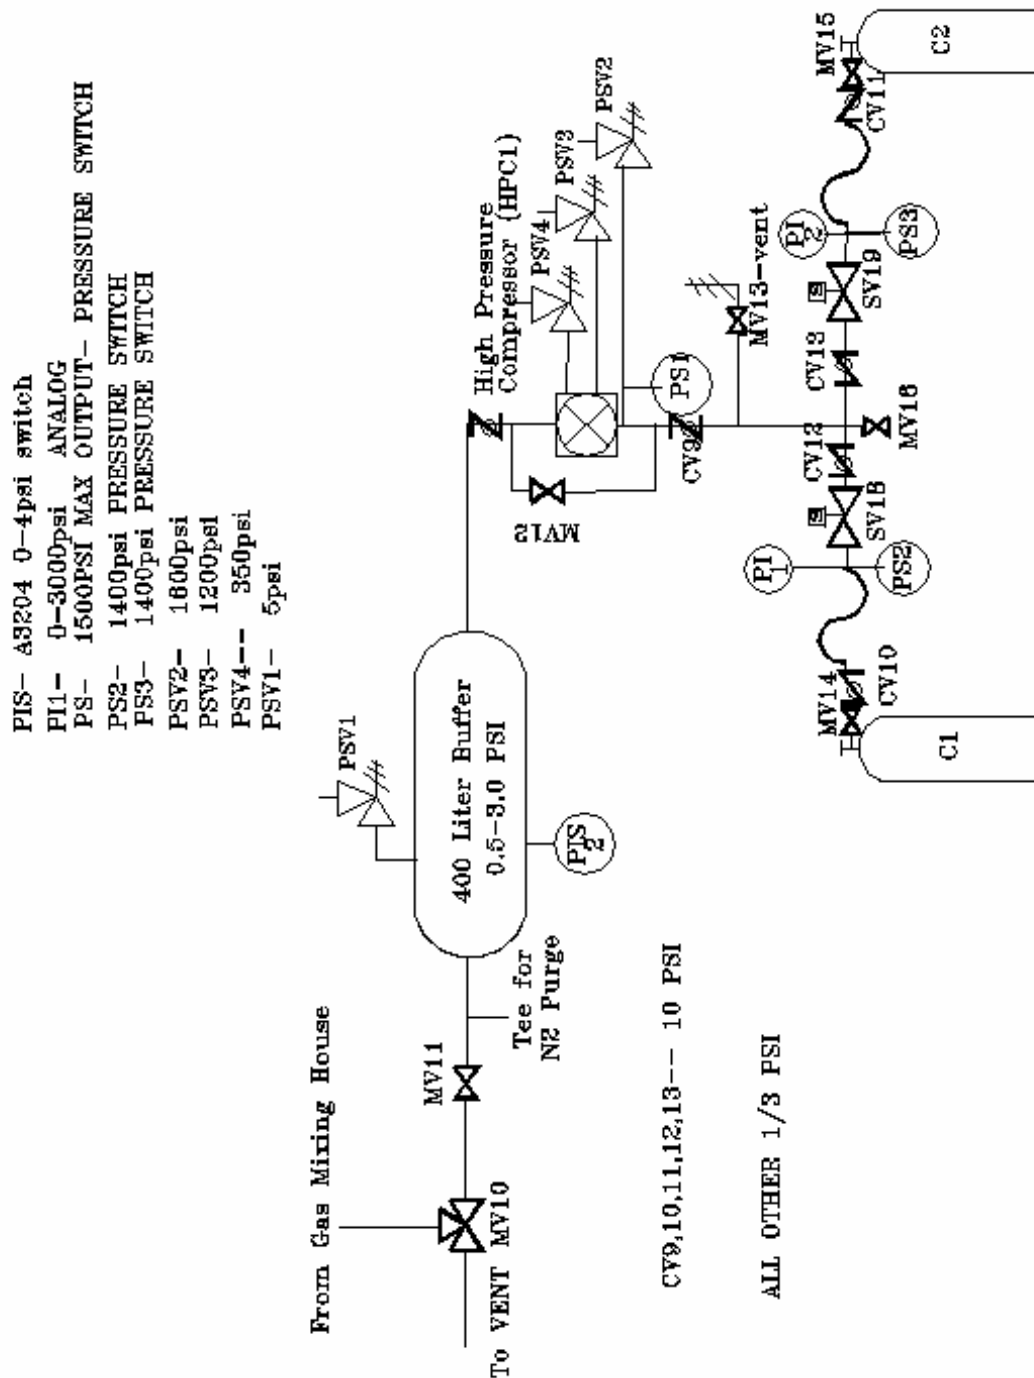 PIS- A3204 0-4psi switch
PI1- 0-3000psi ANALOG
PS- 1500PSI MAX OUTPUT- PRESSURE SWITCH
PS2- 1400psi PRESSURE SWITCH
PS3- 1400psi PRESSURE SWITCH
PSV2- 1600psi
PSV3- 1200psi
PSV4-- 350psi
PSV1- 5psi
From Gas Mixing House
To VENT
MV10
MV11
Tee for
N2 Purge
PSV1
400 Liter Buffer
0.5-3.0 PSI
PIS
2
High Pressure
Compressor (HPC1)
PSV4
PSV3
PSV2
MV12
PS1
CV9
MV13-vent
MV16
CV12
CV13
S
SV18
S
SV19
PI
1
PS2
PI
2
PS3
MV14
CV10
C1
MV15
CV11
C2
CV9,10,11,12,13-- 10 PSI
ALL OTHER 1/3 PSI